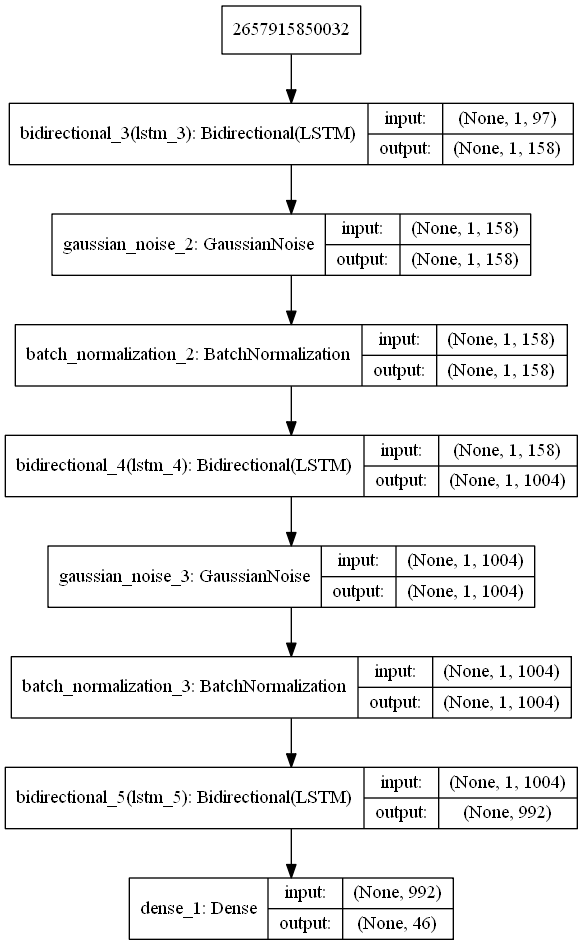 2657915850032
bidirectional_3(lstm_3): Bidirectional(LSTM)
input: (None, 1, 97)
output: (None, 1, 158)
gaussian_noise_2: GaussianNoise
input: (None, 1, 158)
output: (None, 1, 158)
batch_normalization_2: BatchNormalization
input: (None, 1, 158)
output: (None, 1, 158)
bidirectional_4(lstm_4): Bidirectional(LSTM)
input: (None, 1, 158)
output: (None, 1, 1004)
gaussian_noise_3: GaussianNoise
input: (None, 1, 1004)
output: (None, 1, 1004)
batch_normalization_3: BatchNormalization
input: (None, 1, 1004)
output: (None, 1, 1004)
bidirectional_5(lstm_5): Bidirectional(LSTM)
input: (None, 1, 1004)
output: (None, 992)
dense_1: Dense
input: (None, 992)
output: (None, 46)